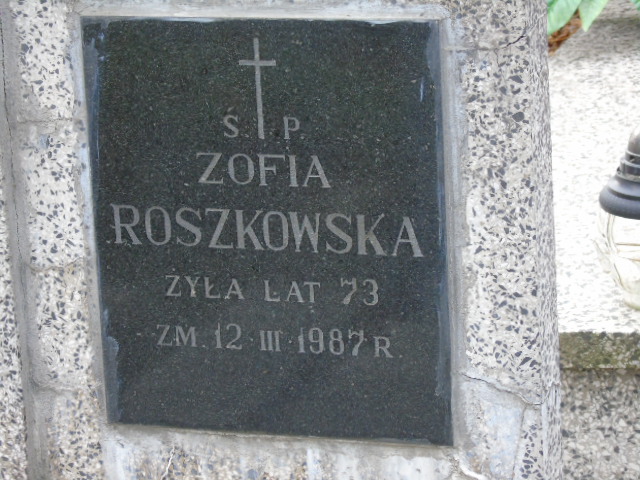 Ś P
ZOFIA
ROSZKOWSKA
ŻYŁA LAT 73
ZM. 12·III·1987 R.